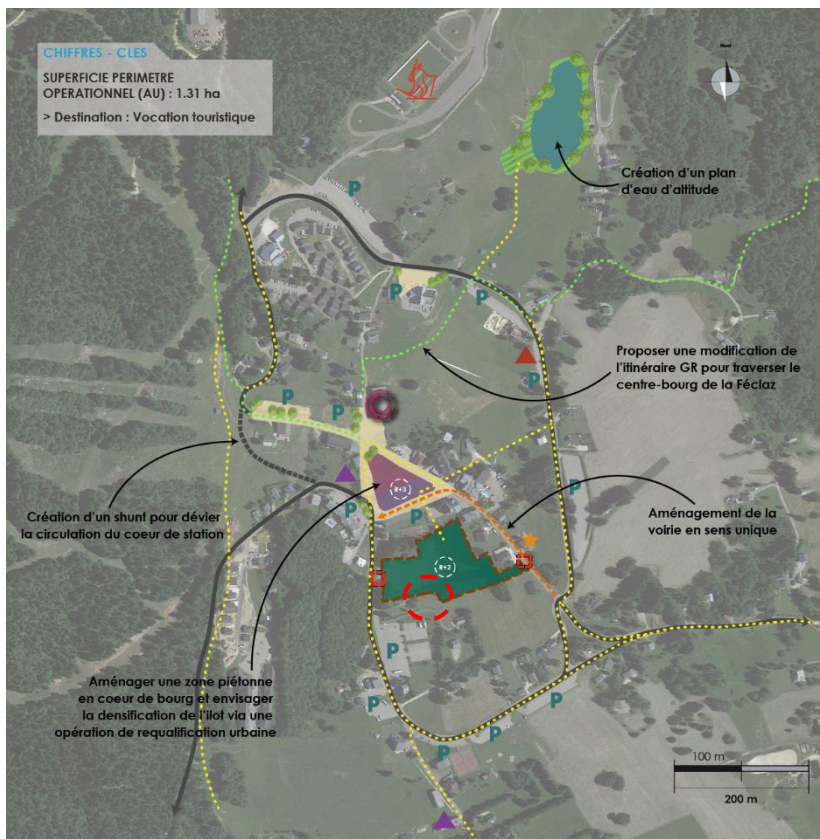 CHIFFRES - CLES
SUPERFICIE PERIMETRE
OPERATIONNEL (AU) : 1.31 ha
> Destination : Vocation touristique
Nord
P
Création d'un plan
d'eau d'altitude
P
P
Proposer une modification de
l'itinéraire GR pour traverser le
centre-bourg de la Féclaz
P
P
P
R+3
P
Création d'un shunt pour dévier
la circulation du coeur de station
P
P
Aménagement de la
voirie en sens unique
R+2
P
Aménager une zone piétonne
en coeur de bourg et envisager
la densification de l'ilot via une
opération de requalification urbaine
P
P
P
100 m
200 m